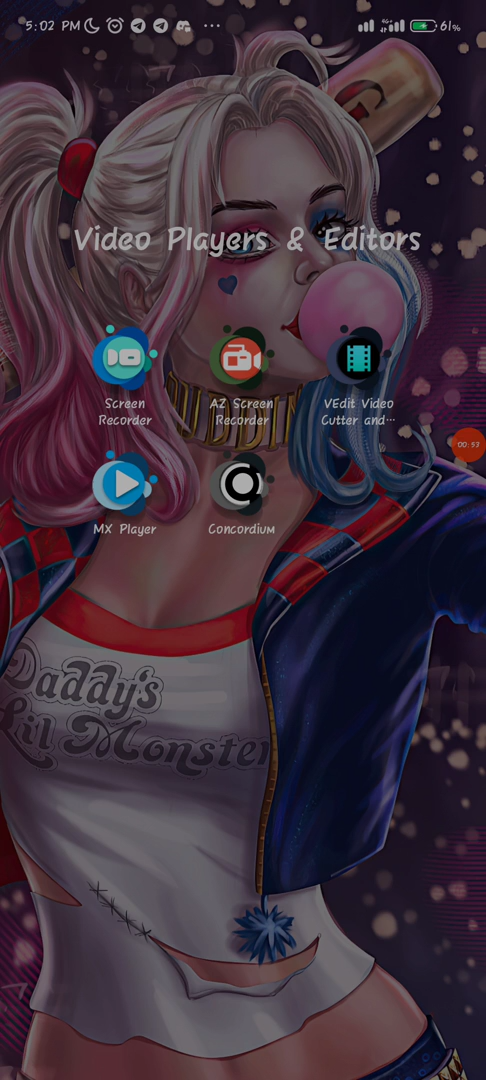 5:02 PM
4G+
61%
Video Players & Editors
Screen
Recorder
AZ Screen
Recorder
VEdit Video
Cutter and...
00:53
MX Player
Concordium
Daddy's
Lil Monster